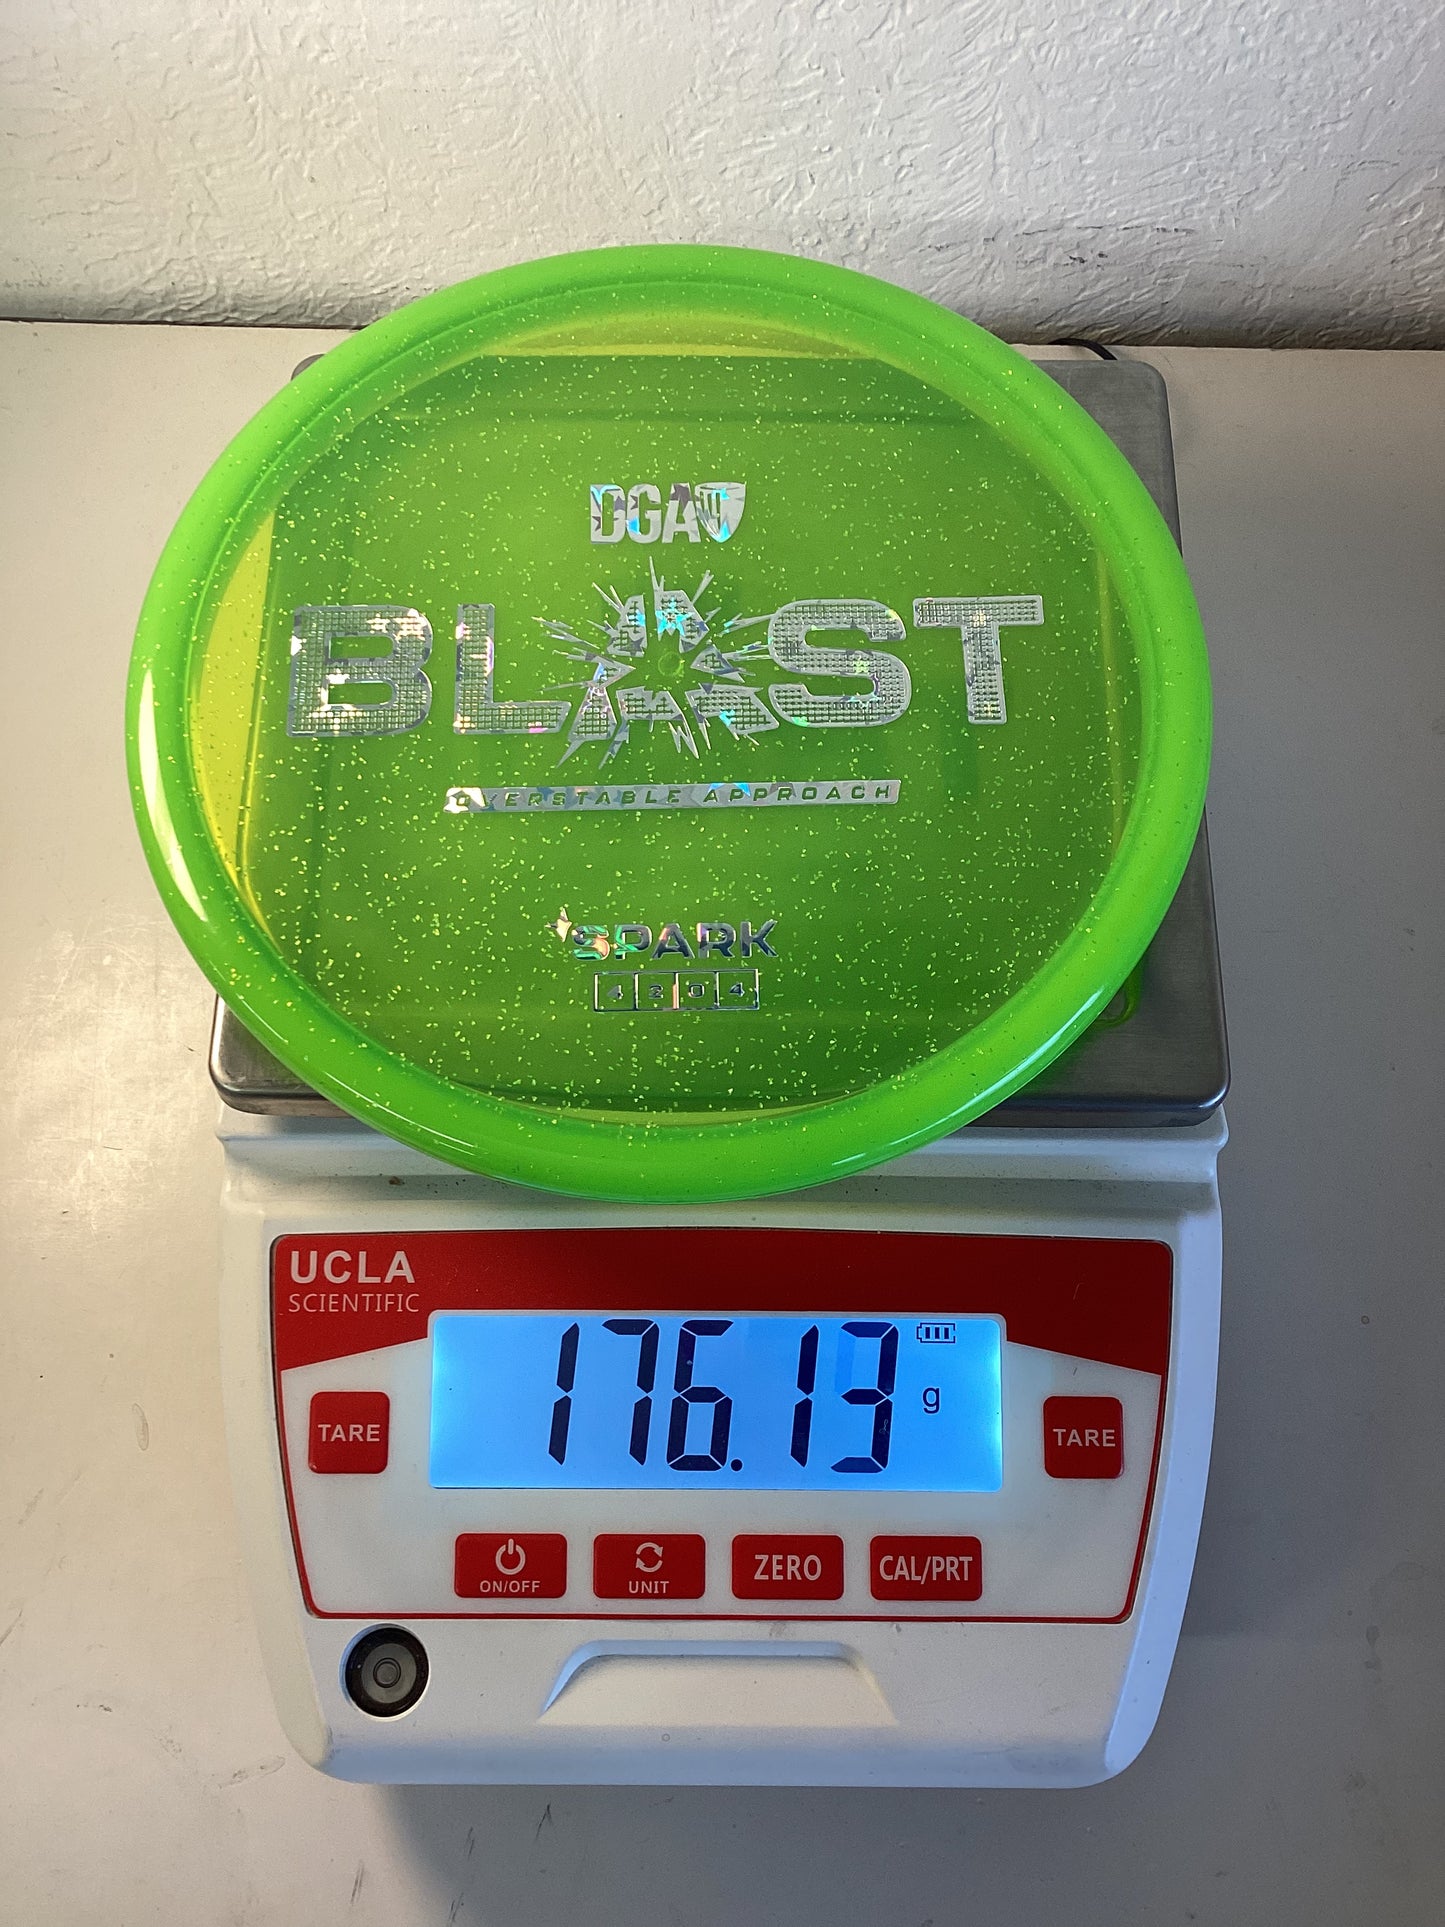 DGA
BLAST
OVERSTABLE APPROACH
SPARK
4 2 0 4
UCLA
SCIENTIFIC
176.13 g
TARE
TARE
ON/OFF
UNIT
ZERO
CAL/PRT